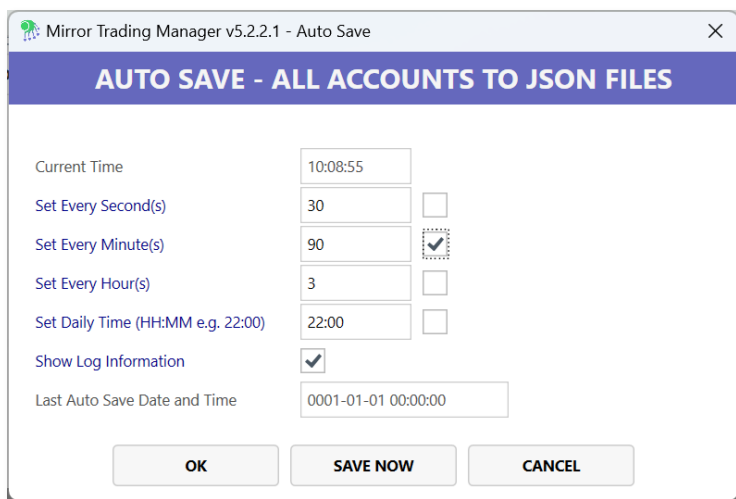 Mirror Trading Manager v5.2.2.1 - Auto Save
AUTO SAVE - ALL ACCOUNTS TO JSON FILES
Current Time 10:08:55
Set Every Second(s) 30
Set Every Minute(s) 90
Set Every Hour(s) 3
Set Daily Time (HH:MM e.g. 22:00) 22:00
Show Log Information
Last Auto Save Date and Time 0001-01-01 00:00:00
OK SAVE NOW CANCEL